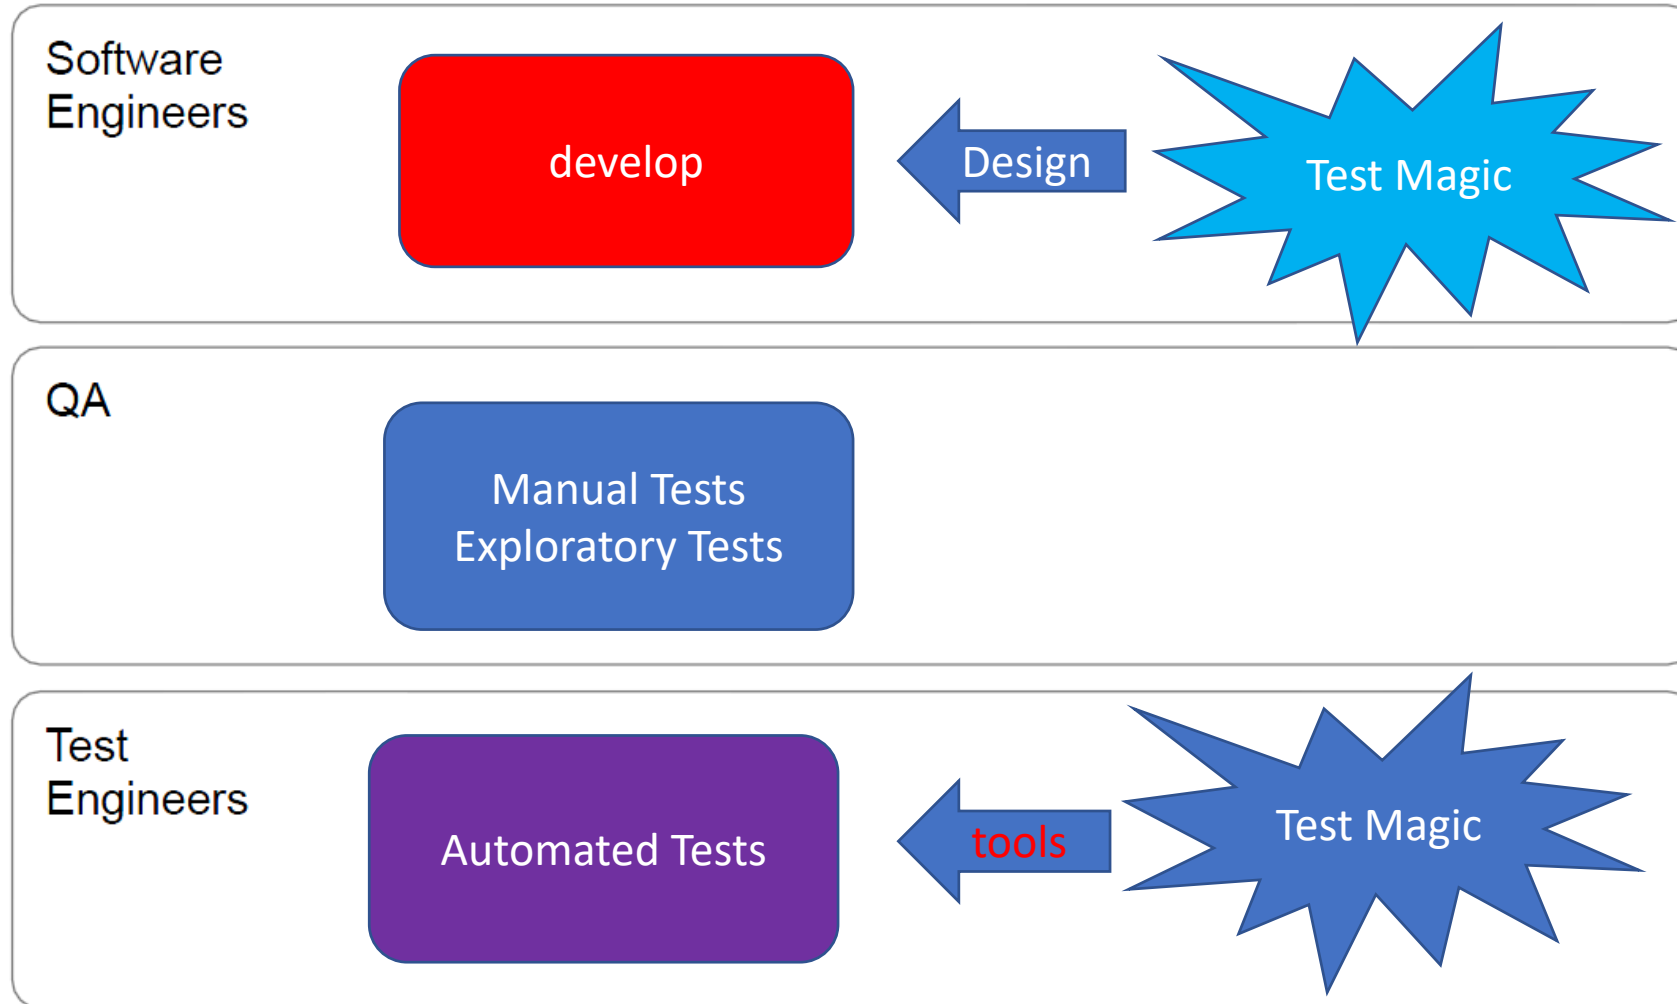 Software
Engineers
develop
Design
Test Magic
QA
Manual Tests
Exploratory Tests
Test
Engineers
Automated Tests
tools
Test Magic